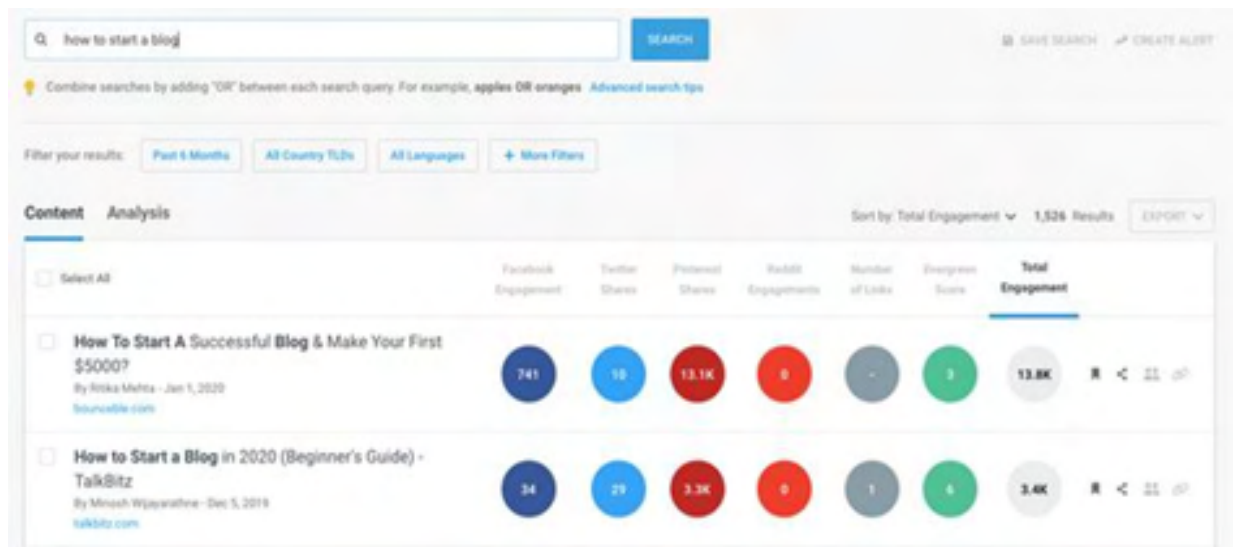 how to start a blog SEARCH SAVE SEARCH CREATE ALERT
Combine searches by adding "OR" between each search query. For example, apples OR oranges Advanced search tips
Filter your results: Past 6 Months All Country TLDs All Languages + More Filters
Content Analysis Sort by: Total Engagement 1,526 Results EXPORT
Select All Facebook Engagement Twitter Shares Pinterest Shares Reddit Engagements Number of Links Evergreen Score Total Engagement
How To Start A Successful Blog & Make Your First
$5000?
By Ritika Mehta - Jan 1, 2020
741 10 13.1K 0 - 3 13.8K
How to Start a Blog in 2020 (Beginner's Guide) -
TalkBitz
By Minosh Wijayarathne - Dec 5, 2019
talkbitz.com
34 29 3.3K 0 1 6 3.4K